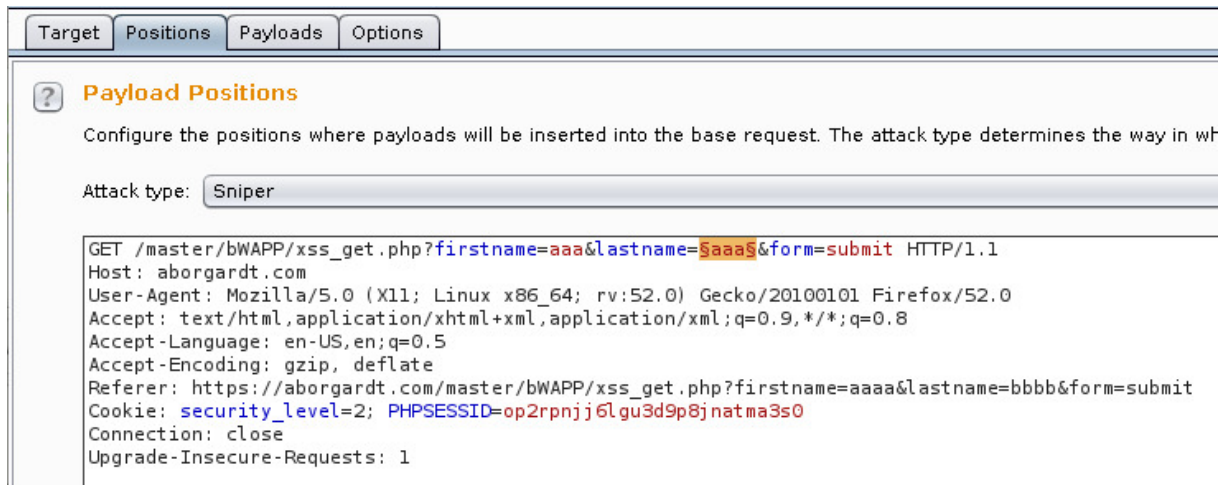 Target Positions Payloads Options
? Payload Positions
Configure the positions where payloads will be inserted into the base request. The attack type determines the way in wh
Attack type: Sniper
GET /master/bWAPP/xss_get.php?firstname=aaa&lastname=§aaa§&form=submit HTTP/1.1
Host: aborgardt.com
User-Agent: Mozilla/5.0 (X11; Linux x86_64; rv:52.0) Gecko/20100101 Firefox/52.0
Accept: text/html,application/xhtml+xml,application/xml;q=0.9,*/*;q=0.8
Accept-Language: en-US,en;q=0.5
Accept-Encoding: gzip, deflate
Referer: https://aborgardt.com/master/bWAPP/xss_get.php?firstname=aaaa&lastname=bbbb&form=submit
Cookie: security_level=2; PHPSESSID=op2rpnjj6lgu3d9p8jnatma3s0
Connection: close
Upgrade-Insecure-Requests: 1